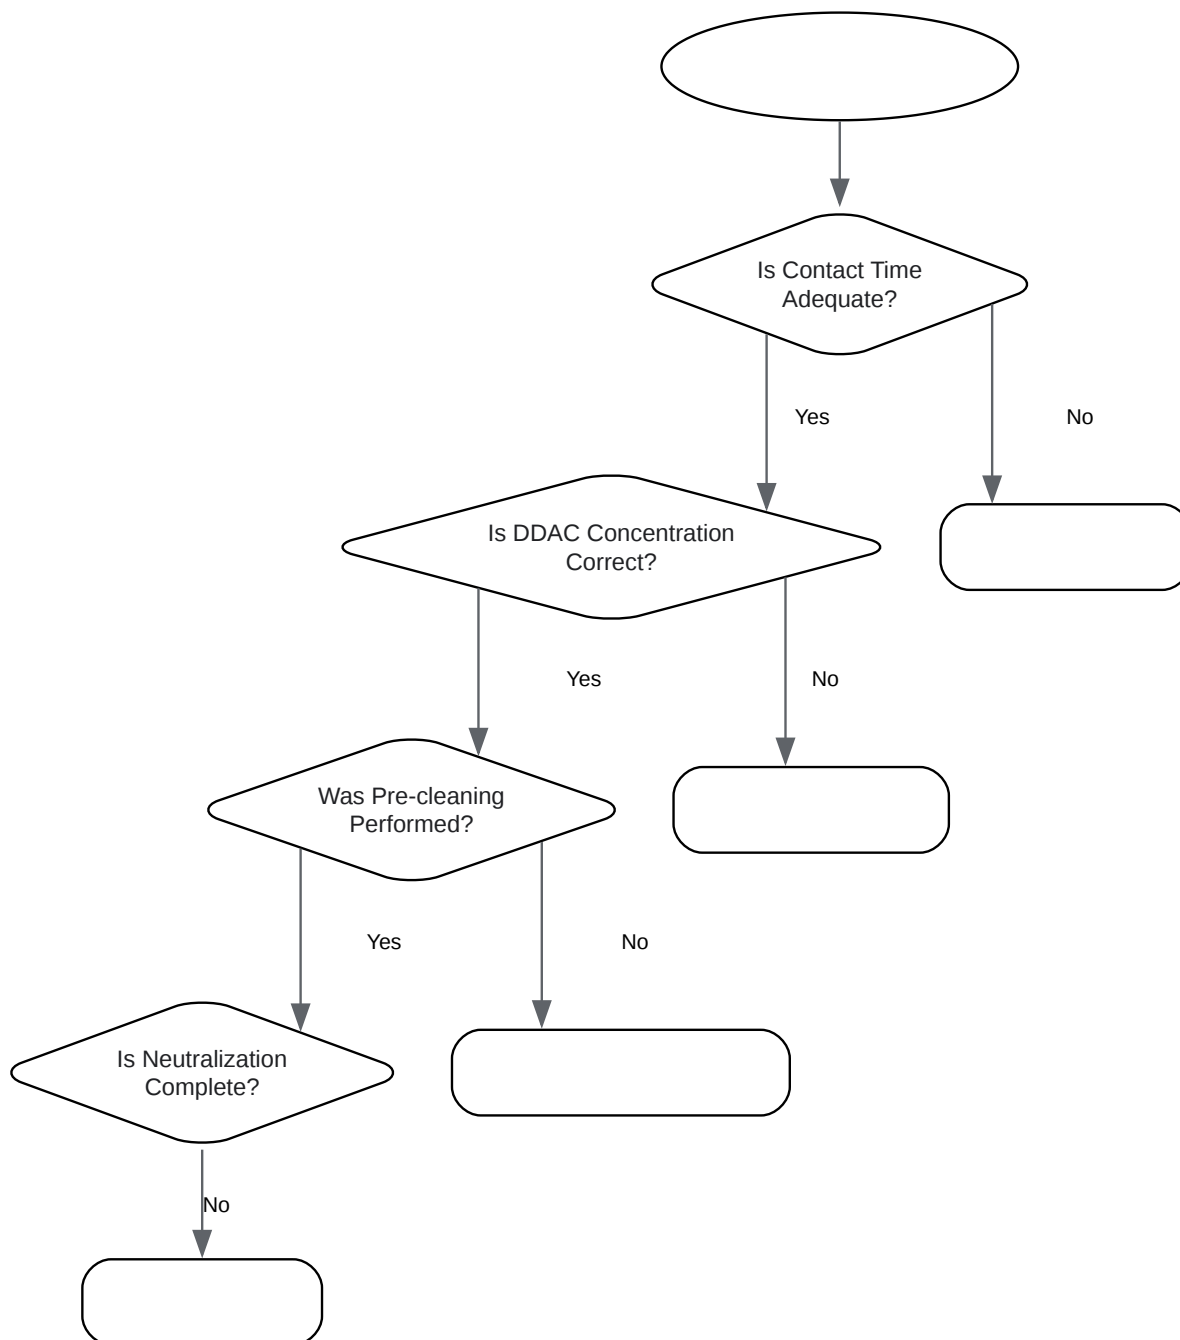 Is Contact Time
Adequate?
Yes
No
Is DDAC Concentration
Correct?
Yes
No
Was Pre-cleaning
Performed?
Yes
No
Is Neutralization
Complete?
No